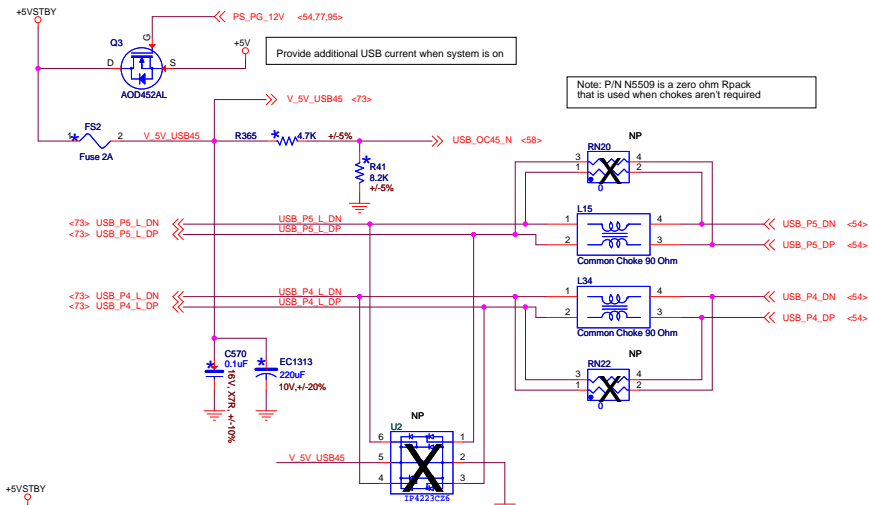 +5VSTBY
PS_PG_12V <54,77,95>
Q3
G
D
S
+5V
AOD452AL
Provide additional USB current when system is on
Note: P/N N5509 is a zero ohm Rpack
that is used when chokes aren't required
V_5V_USB45 <73>
FS2
1
2
V_5V_USB45
Fuse 2A
R365
4.7K
+/-5%
USB_OC45_N <58>
R41
8.2K
+/-5%
NP
RN20
3
4
1
2
0
<73> USB_P5_L_DN
USB_P5_L_DN
<73> USB_P5_L_DP
USB_P5_L_DP
L15
1
4
2
3
Common Choke 90 Ohm
USB_P5_DN <54>
USB_P5_DP <54>
<73> USB_P4_L_DN
USB_P4_L_DN
<73> USB_P4_L_DP
USB_P4_L_DP
L34
1
4
2
3
Common Choke 90 Ohm
USB_P4_DN <54>
USB_P4_DP <54>
NP
RN22
3
4
1
2
0
C570
0.1uF
16V, X7R, +/-10%
EC1313
220uF
10V,+/-20%
NP
U2
6
1
V_5V_USB45
5
2
4
3
IP4223CZ6
+5VSTBY